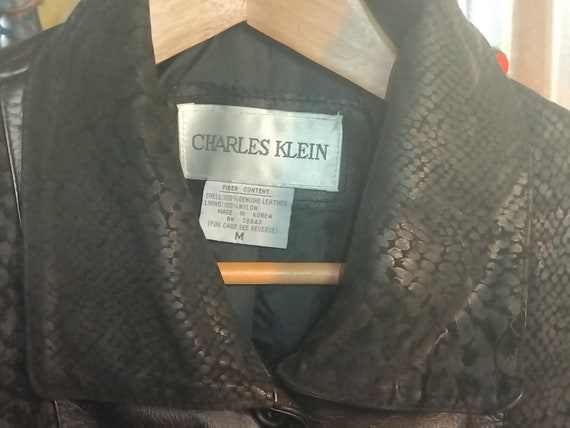 CHARLES KLEIN
FIBER CONTENT
SHELL:100%GENUINE LEATHER
LINING:100%NYLON
MADE IN KOREA
RN 58843
(FOR CARE SEE REVERSE)
M